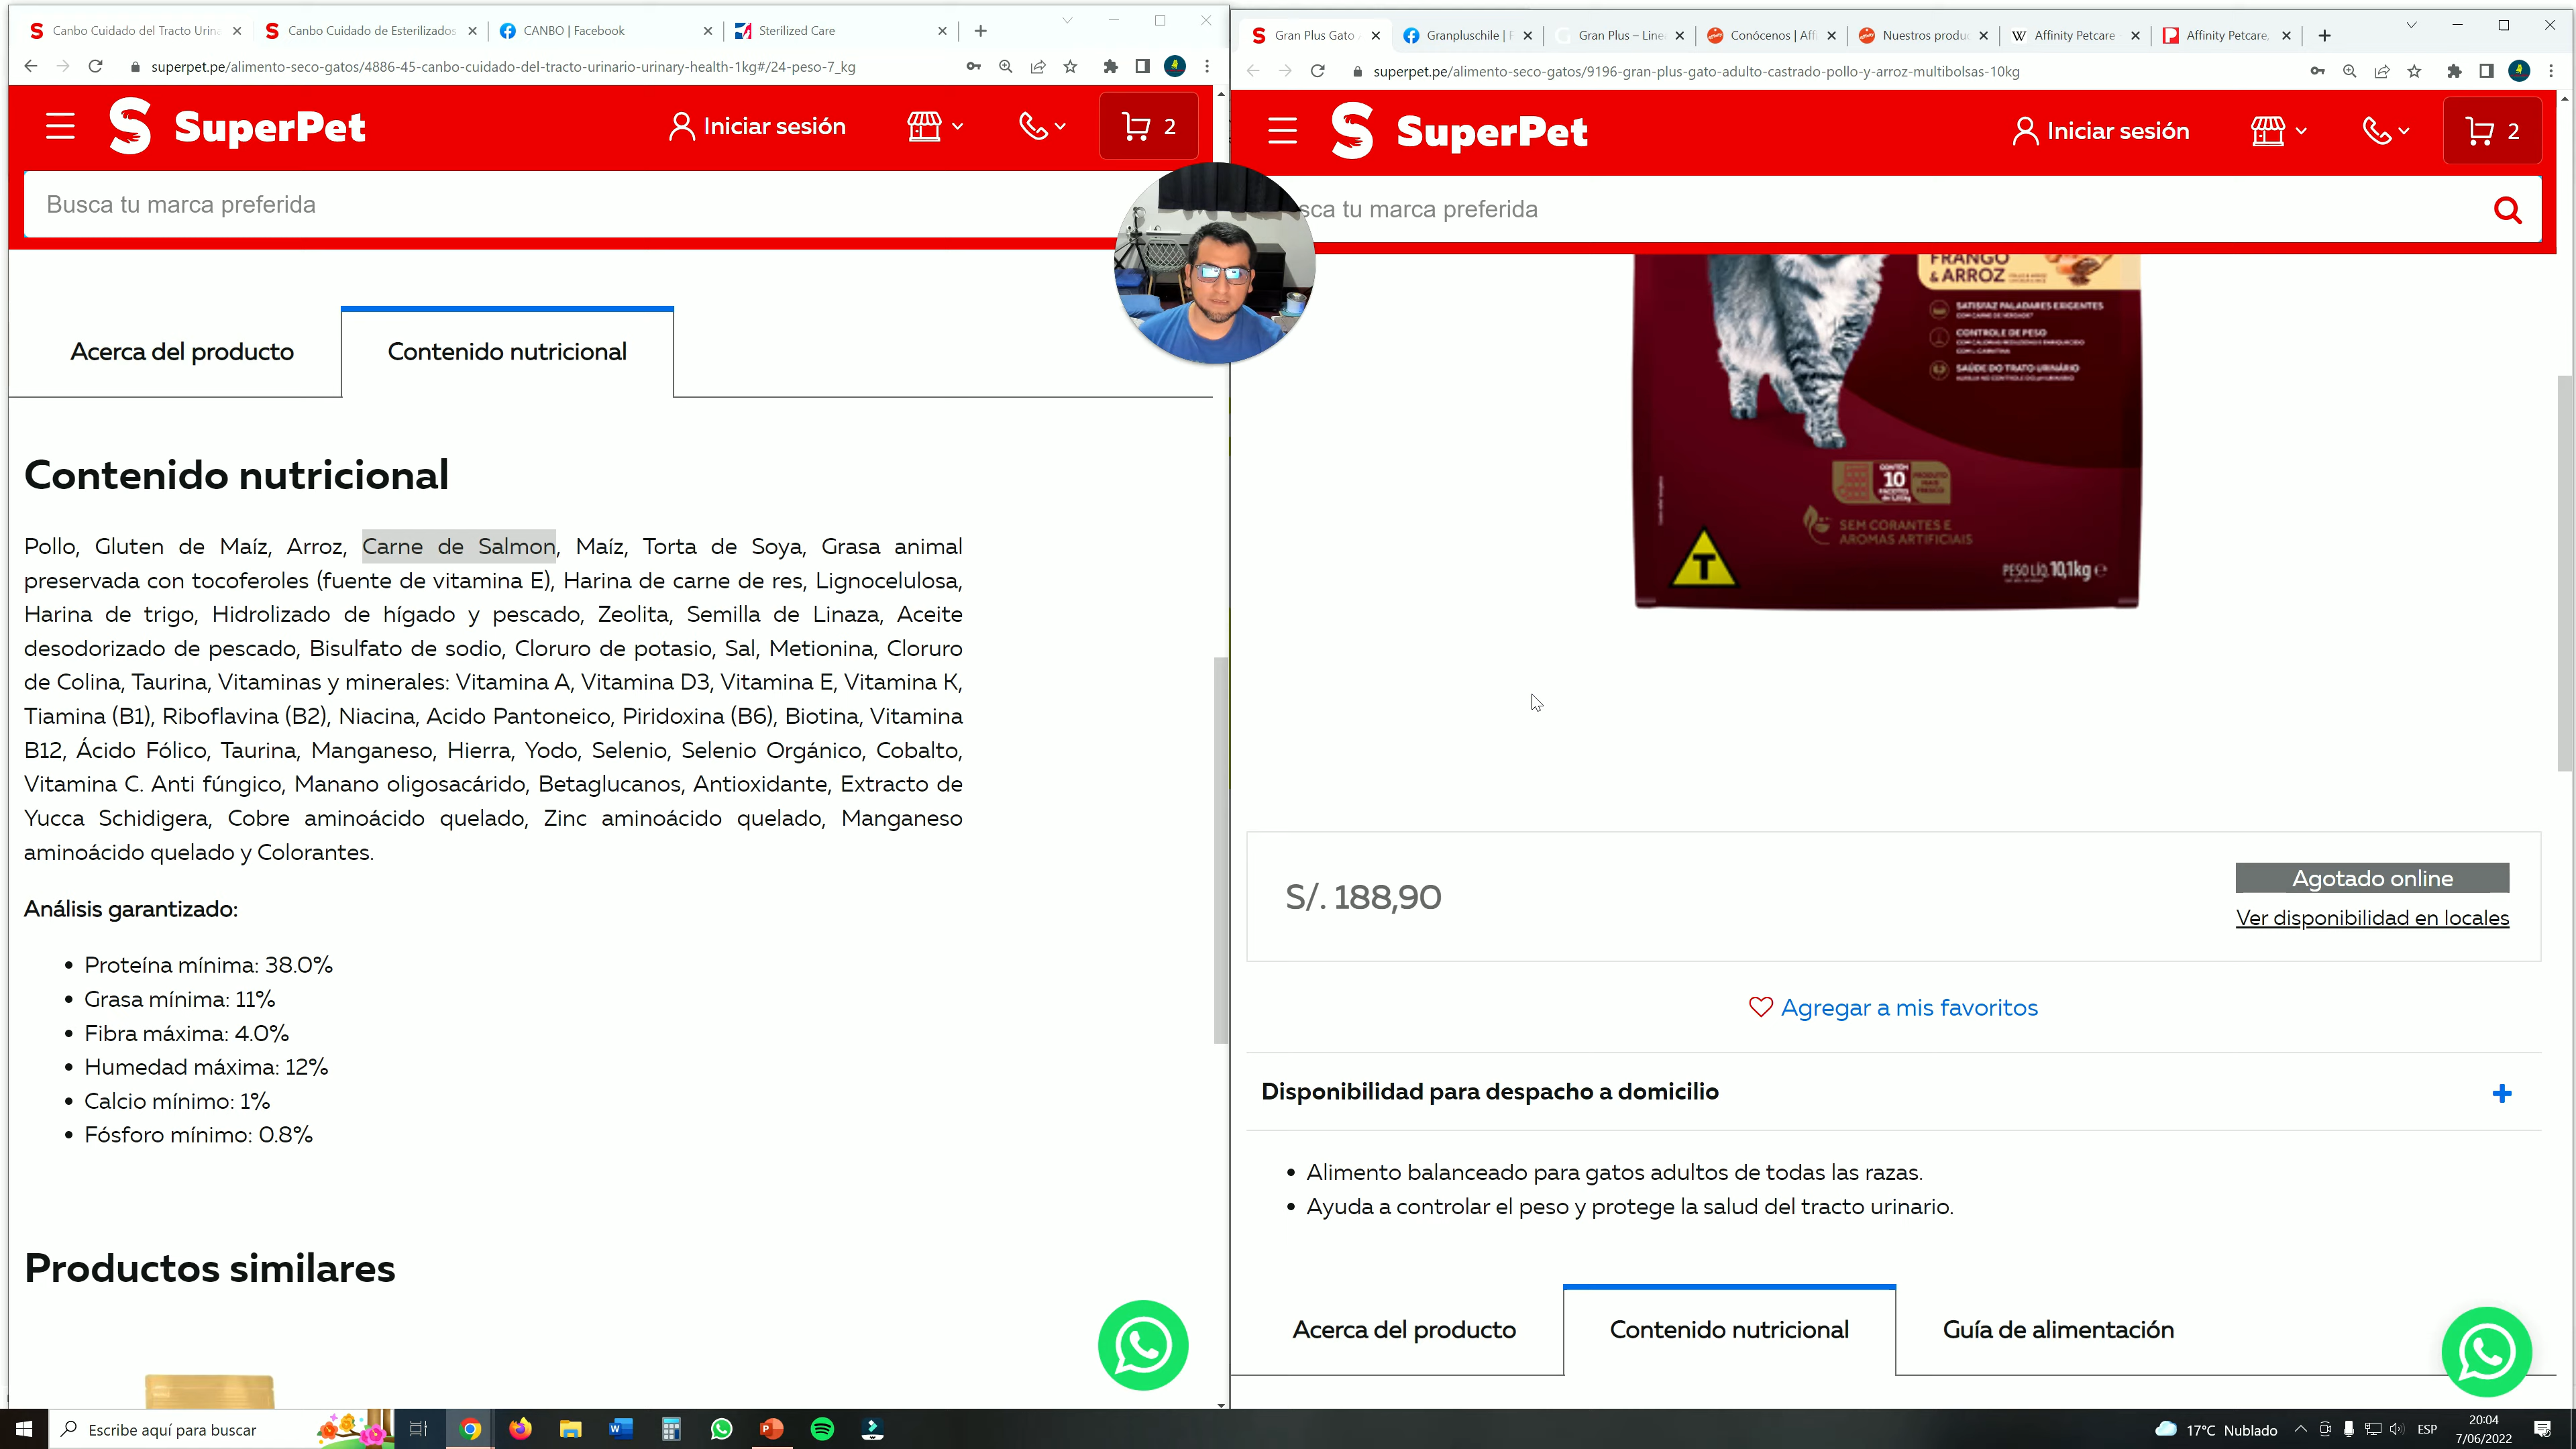 Canbo Cuidado del Tracto Urina
Canbo Cuidado de Esterilizados
CANBO | Facebook
Sterilized Care
superpet.pe/alimento-seco-gatos/4886-45-canbo-cuidado-del-tracto-urinario-urinary-health-1kg#/24-peso-7_kg
SuperPet
Iniciar sesión
2
Busca tu marca preferida
Acerca del producto
Contenido nutricional
Contenido nutricional
Pollo, Gluten de Maíz, Arroz, Carne de Salmon, Maíz, Torta de Soya, Grasa animal
preservada con tocoferoles (fuente de vitamina E), Harina de carne de res, Lignocelulosa,
Harina de trigo, Hidrolizado de hígado y pescado, Zeolita, Semilla de Linaza, Aceite
desodorizado de pescado, Bisulfato de sodio, Cloruro de potasio, Sal, Metionina, Cloruro
de Colina, Taurina, Vitaminas y minerales: Vitamina A, Vitamina D3, Vitamina E, Vitamina K,
Tiamina (B1), Riboflavina (B2), Niacina, Acido Pantoneico, Piridoxina (B6), Biotina, Vitamina
B12, Ácido Fólico, Taurina, Manganeso, Hierra, Yodo, Selenio, Selenio Orgánico, Cobalto,
Vitamina C. Anti fúngico, Manano oligosacárido, Betaglucanos, Antioxidante, Extracto de
Yucca Schidigera, Cobre aminoácido quelado, Zinc aminoácido quelado, Manganeso
aminoácido quelado y Colorantes.
Análisis garantizado:
• Proteína mínima: 38.0%
• Grasa mínima: 11%
• Fibra máxima: 4.0%
• Humedad máxima: 12%
• Calcio mínimo: 1%
• Fósforo mínimo: 0.8%
Productos similares
Gran Plus Gato
Granpluschile | F
Gran Plus – Linea
Conócenos | Affi
Nuestros produc
Affinity Petcare
Affinity Petcare,
superpet.pe/alimento-seco-gatos/9196-gran-plus-gato-adulto-castrado-pollo-y-arroz-multibolsas-10kg
SuperPet
Iniciar sesión
2
sca tu marca preferida
FRANGO
& ARROZ
SATISFAZ PALADARES EXIGENTES
COM CARNE DE VERDADE
CONTROLE DE PESO
SAÚDE DO TRATO URINÁRIO
CONTÉM
10
PACOTES
PRODUTO
MAIS
FRESCO
SEM CORANTES E
AROMAS ARTIFICIAIS
T
PESO LÍQ. 10,1kg e
S/. 188,90
Agotado online
Ver disponibilidad en locales
Agregar a mis favoritos
Disponibilidad para despacho a domicilio
• Alimento balanceado para gatos adultos de todas las razas.
• Ayuda a controlar el peso y protege la salud del tracto urinario.
Acerca del producto
Contenido nutricional
Guía de alimentación
Escribe aquí para buscar
17°C Nublado
ESP
20:04
7/06/2022